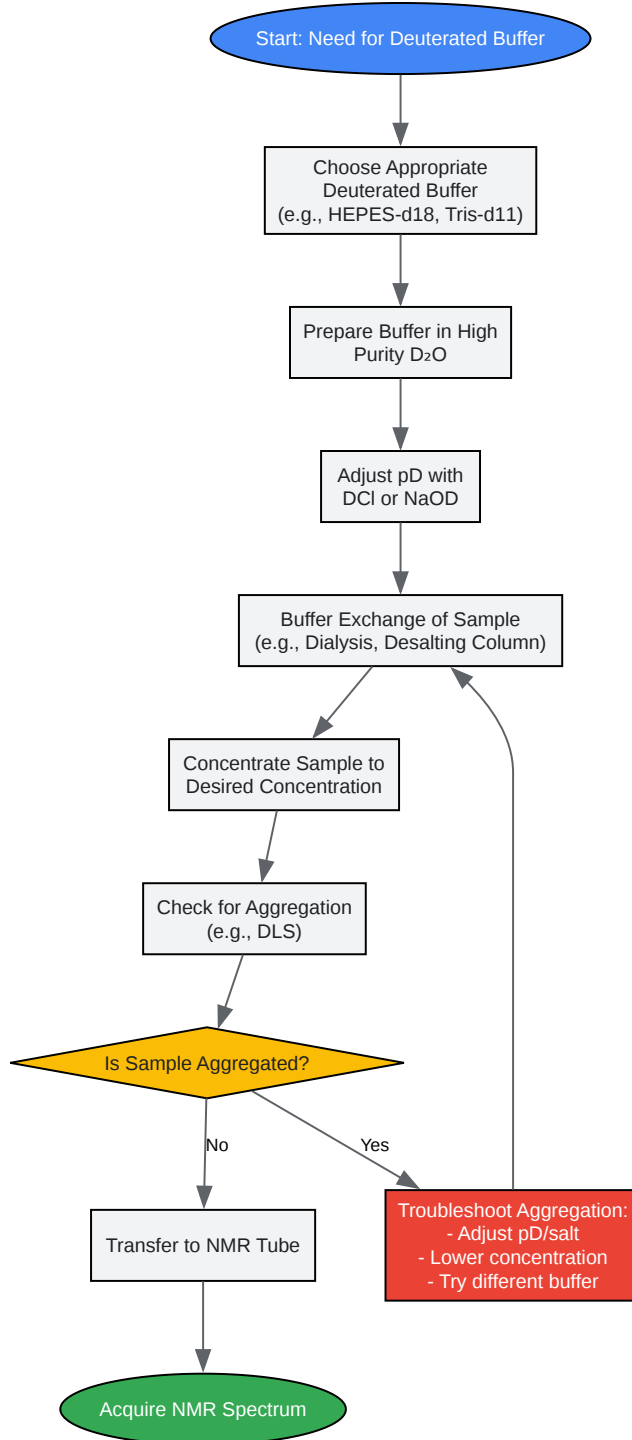 Start: Need for Deuterated Buffer
Choose Appropriate
Deuterated Buffer
(e.g., HEPES-d18, Tris-d11)
Prepare Buffer in High
Purity D₂O
Adjust pD with
DCl or NaOD
Buffer Exchange of Sample
(e.g., Dialysis, Desalting Column)
Concentrate Sample to
Desired Concentration
Check for Aggregation
(e.g., DLS)
Is Sample Aggregated?
No
Yes
Transfer to NMR Tube
Troubleshoot Aggregation:
- Adjust pD/salt
- Lower concentration
- Try different buffer
Acquire NMR Spectrum